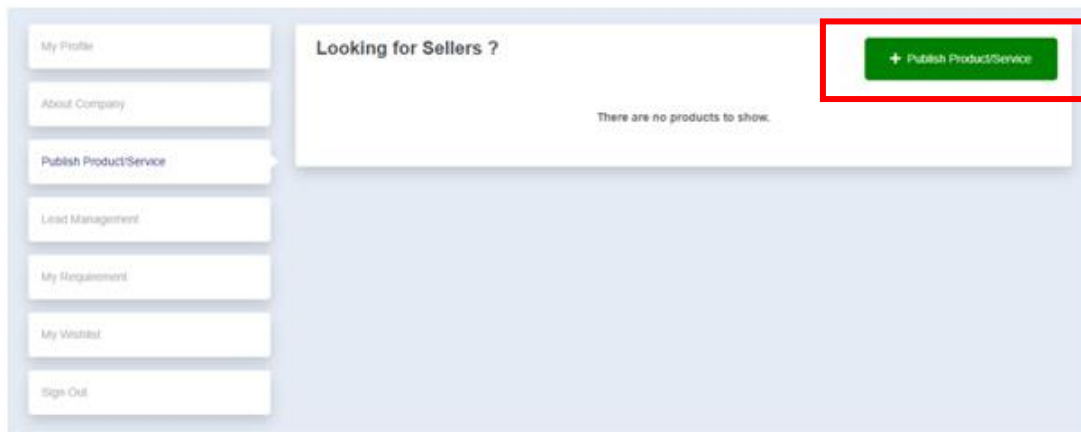 My Profile
Looking for Sellers ?
+ Publish Product/Service
About Company
There are no products to show.
Publish Product/Service
Lead Management
My Requirement
My Wishlist
Sign Out